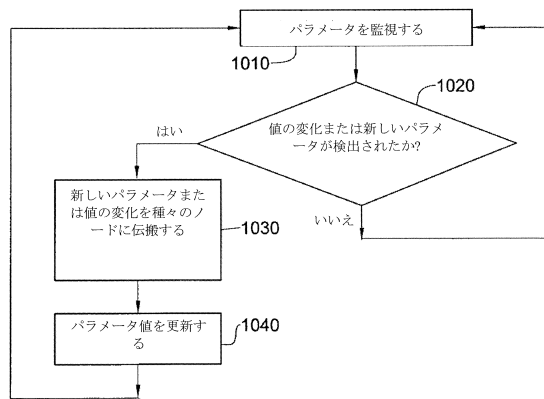 パラメータを監視する
1010
1020
値の変化または新しいパラメ
ータが検出されたか?
はい
いいえ
新しいパラメータまた
は値の変化を種々のノ
ードに伝搬する
1030
パラメータ値を更新す
る
1040